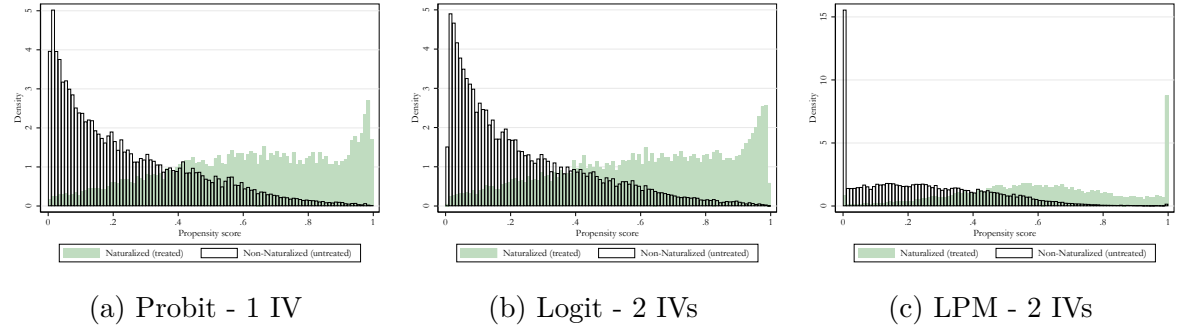 5
4
3
2
1
0
Density
0 .2 .4 .6 .8 1
Propensity score
Naturalized (treated) Non-Naturalized (untreated)
(a) Probit - 1 IV
5
4
3
2
1
0
Density
0 .2 .4 .6 .8 1
Propensity score
Naturalized (treated) Non-Naturalized (untreated)
(b) Logit - 2 IVs
15
10
5
0
Density
0 .2 .4 .6 .8 1
Propensity score
Naturalized (treated) Non-Naturalized (untreated)
(c) LPM - 2 IVs